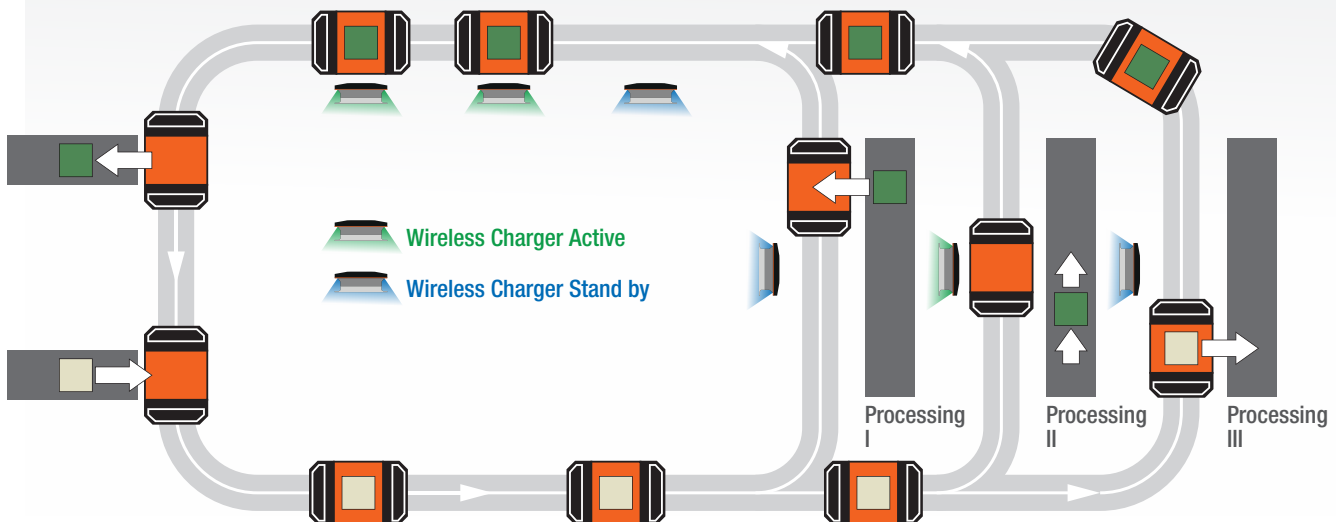 Wireless Charger Active
Wireless Charger Stand by
Processing
I
Processing
II
Processing
III